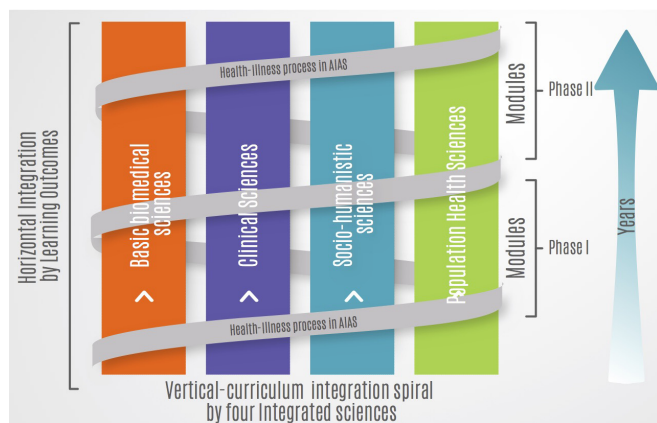 Health-Illness process in AIAS
Horizontal Integration
by Learning Outcomes
Basic biomedical
sciences
Clinical Sciences
Socio-humanistic
sciences
Population Health Sciences
Modules
Phase II
Modules
Phase I
Years
Health-Illness process in AIAS
Vertical-curriculum integration spiral
by four Integrated sciences